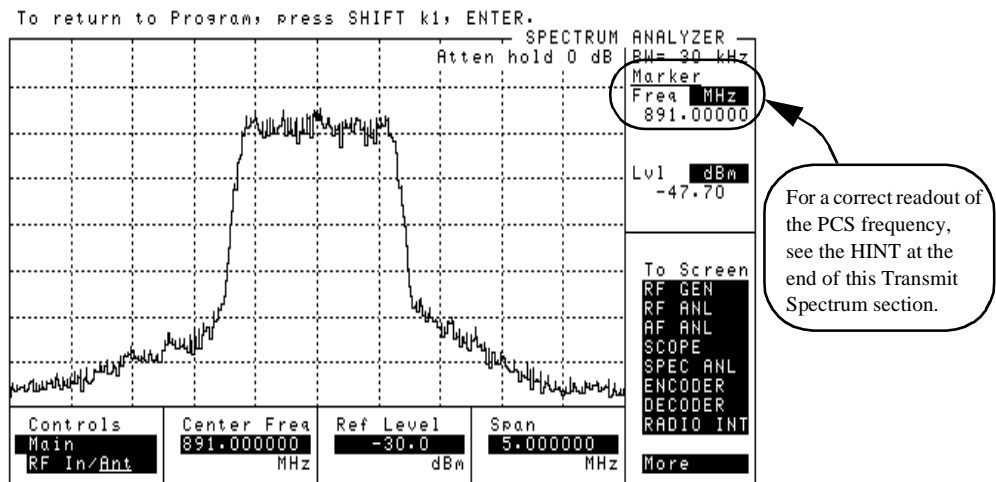 To return to Program, press SHIFT k1, ENTER.
SPECTRUM ANALYZER
Atten hold 0 dB
BW= 30 kHz
Marker
Freq MHz
891.00000
Lvl dBm
-47.70
For a correct readout of
the PCS frequency,
see the HINT at the
end of this Transmit
Spectrum section.
To Screen
RF GEN
RF ANL
AF ANL
SCOPE
SPEC ANL
ENCODER
DECODER
RADIO INT
More
Controls
Main
RF In/Ant
Center Freq
891.000000
MHz
Ref Level
-30.0
dBm
Span
5.000000
MHz